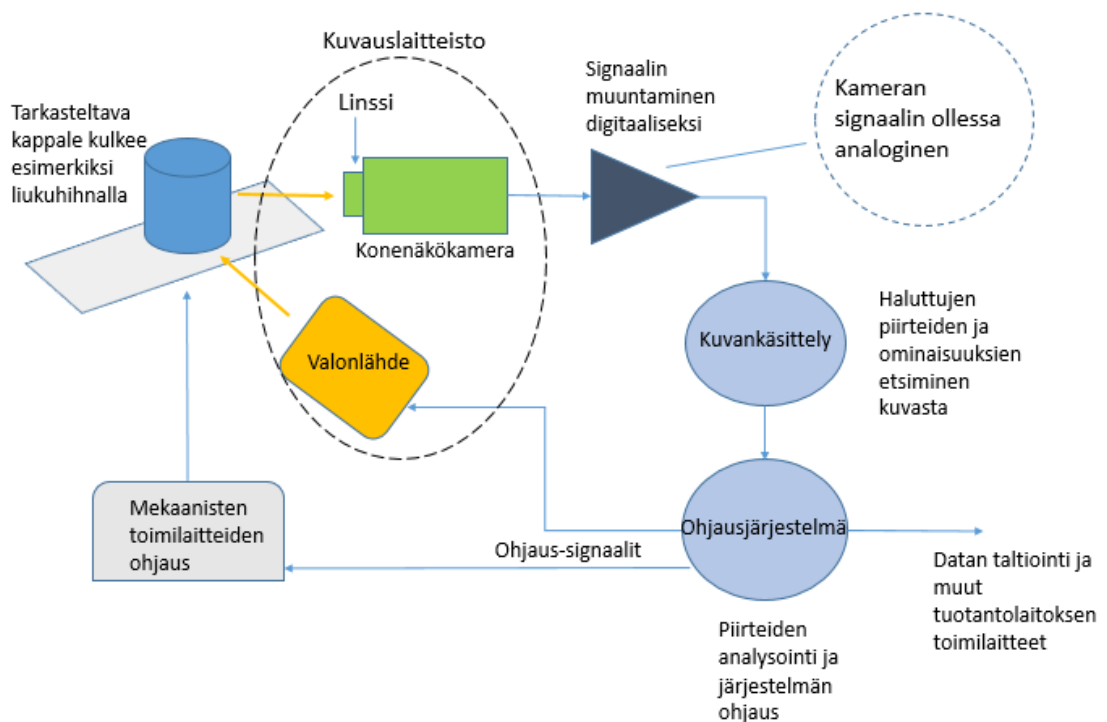 Kuvauslaitteisto
Linssi
Tarkasteltava
kappale kulkee
esimerkiksi
liukuhihnalla
Konenäkökamera
Signaalin
muuntaminen
digitaaliseksi
Kameran
signaalin ollessa
analoginen
Valonlähde
Kuvankäsittely
Haluttujen
piirteiden ja
ominaisuuksien
etsiminen
kuvasta
Mekaanisten
toimilaitteiden
ohjaus
Ohjaus-signaalit
Ohjausjärjestelmä
Piirteiden
analysointi ja
järjestelmän
ohjaus
Datan taltiointi ja
muut
tuotantolaitoksen
toimilaitteet